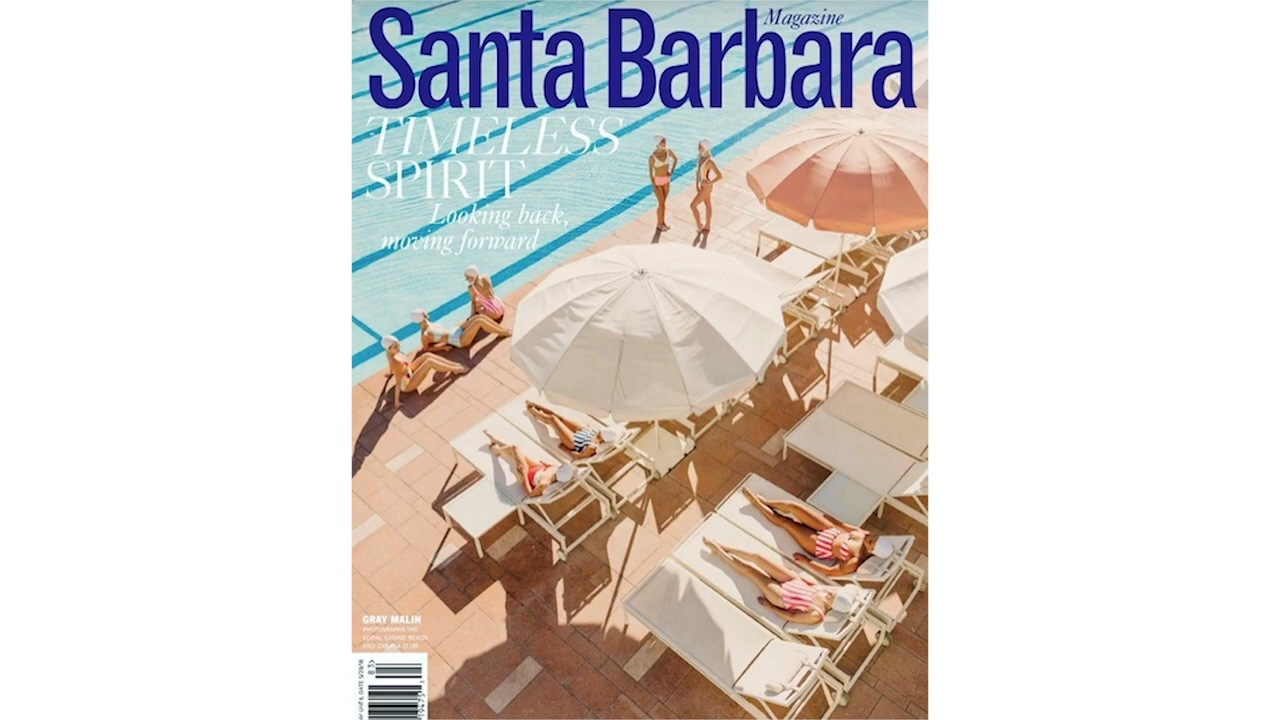 Magazine
Santa Barbara
TIMELESS
SPIRIT
Looking back,
moving forward
GRAY MALIN
PHOTOGRAPHS THE
CORAL CASINO BEACH
AND CABANA CLUB
83>